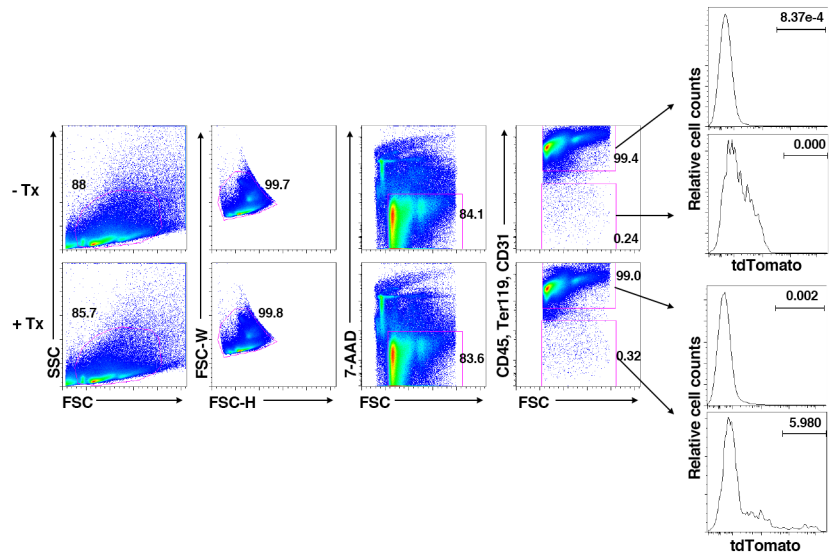 8.37e-4
Relative cell counts
0.000
tdTomato
- Tx
88
99.7
84.1
99.4
0.24
+ Tx
85.7
99.8
83.6
99.0
0.32
SSC
FSC-W
7-AAD
CD45, Ter119, CD31
FSC
FSC-H
FSC
FSC
0.002
Relative cell counts
5.980
tdTomato